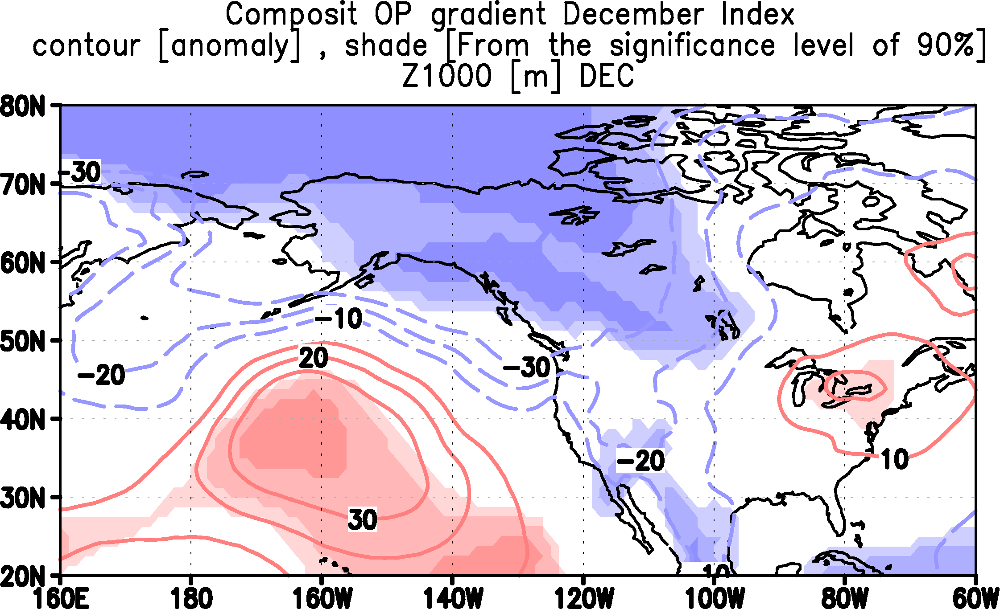 Composit OP gradient December Index
contour [anomaly] , shade [From the significance level of 90%]
Z1000 [m] DEC
80N
-30
70N
60N
-10
50N
20
-30
-20
40N
-20
10
30N
30
20N
10
160E 180 160W 140W 120W 100W 80W 60W